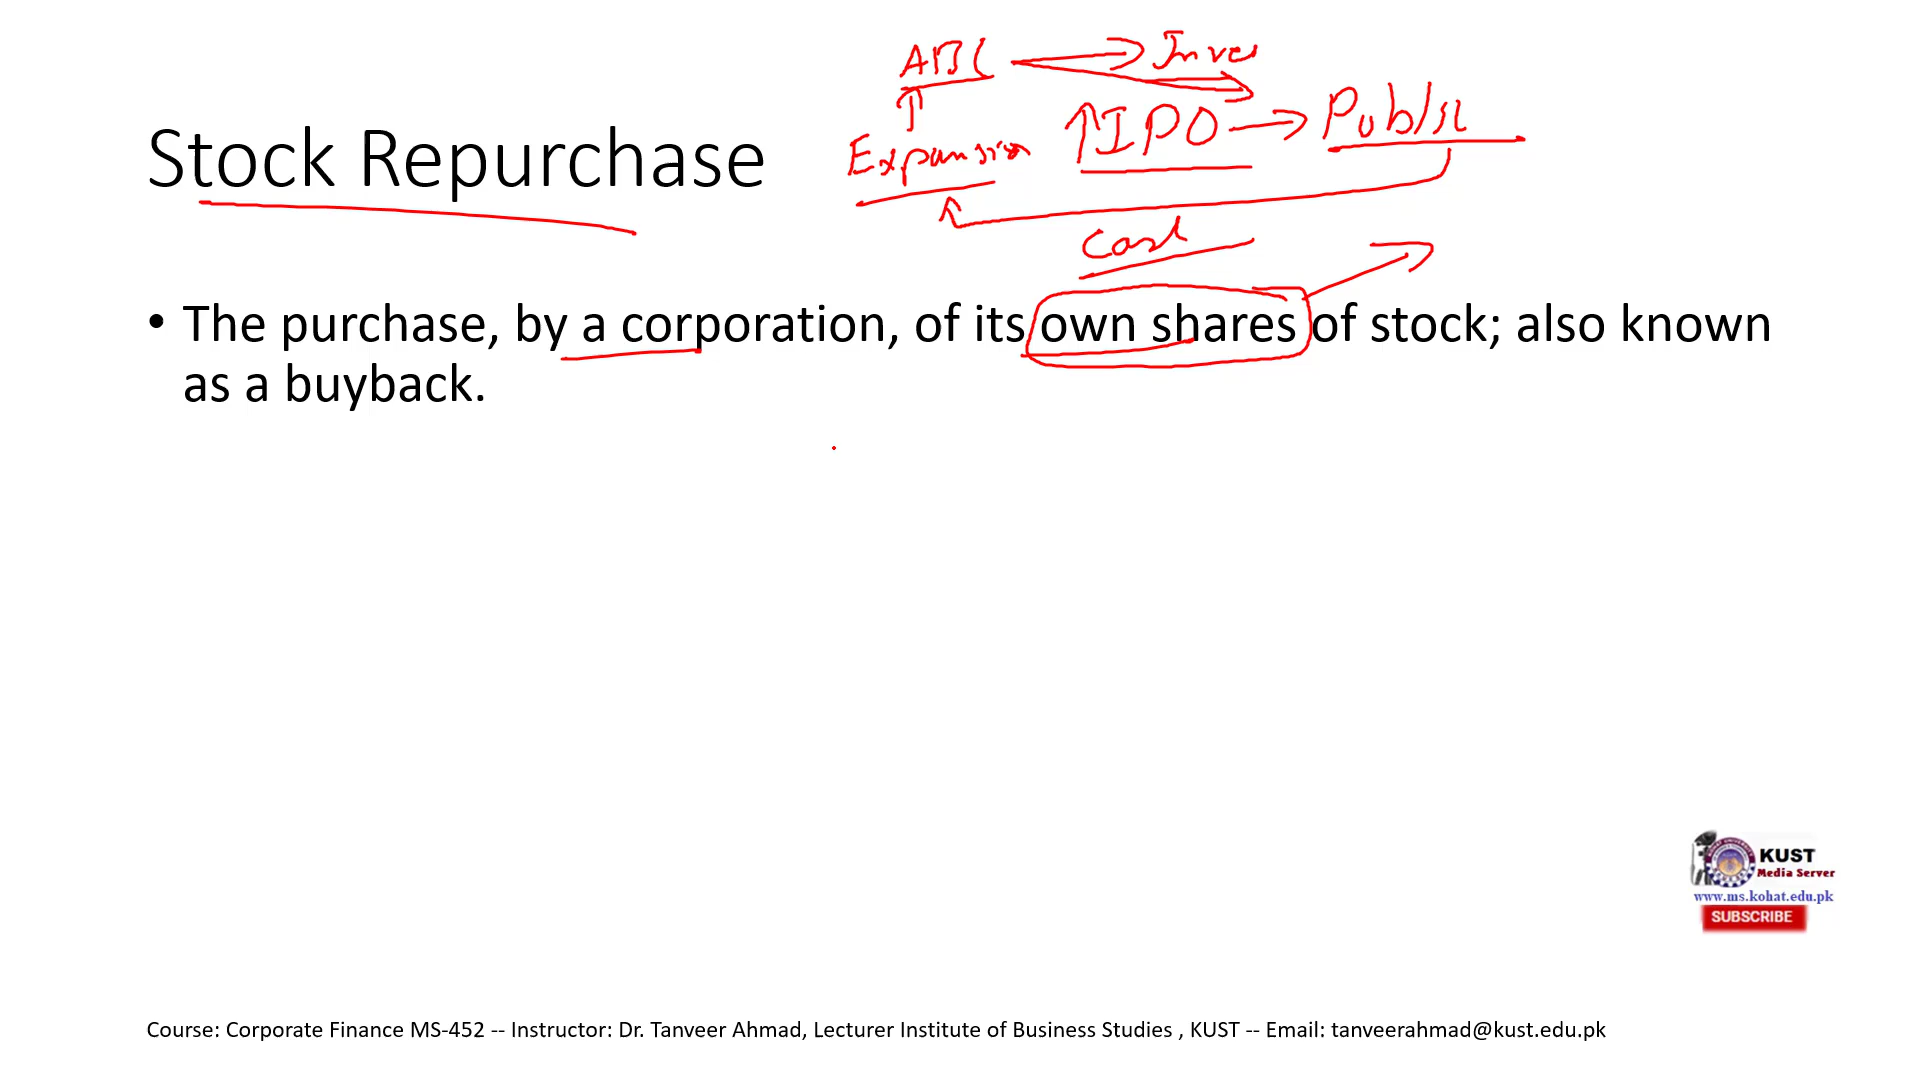 ABC Inves
IPO Public
Expansion
Stock Repurchase
Cash
• The purchase, by a corporation, of its own shares of stock; also known
as a buyback.
KUST
Media Server
www.ms.kohat.edu.pk
SUBSCRIBE
Course: Corporate Finance MS-452 -- Instructor: Dr. Tanveer Ahmad, Lecturer Institute of Business Studies , KUST -- Email: tanveerahmad@kust.edu.pk